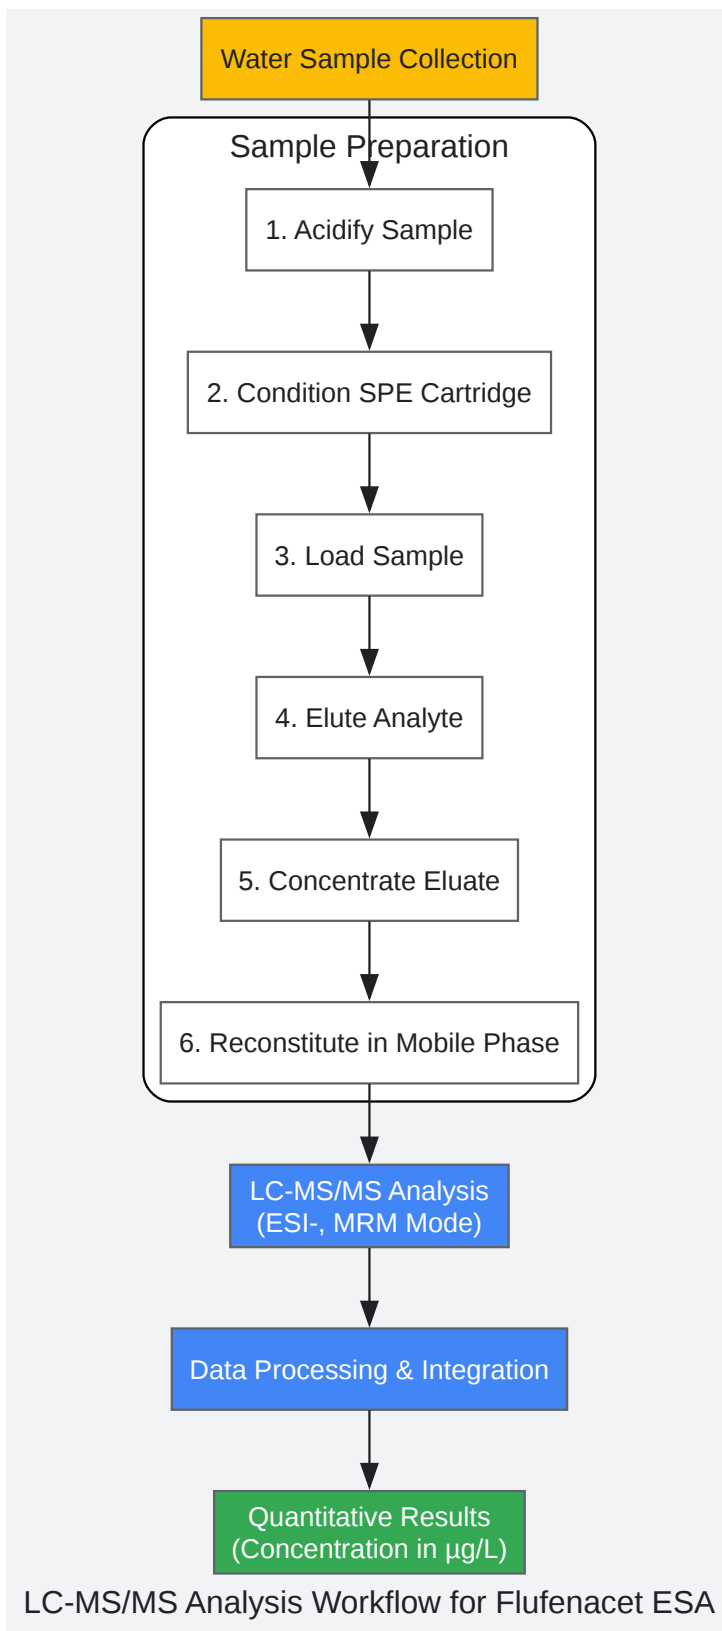 Water Sample Collection
Sample Preparation
1. Acidify Sample
2. Condition SPE Cartridge
3. Load Sample
4. Elute Analyte
5. Concentrate Eluate
6. Reconstitute in Mobile Phase
LC-MS/MS Analysis
(ESI-, MRM Mode)
Data Processing & Integration
Quantitative Results
(Concentration in µg/L)
LC-MS/MS Analysis Workflow for Flufenacet ESA